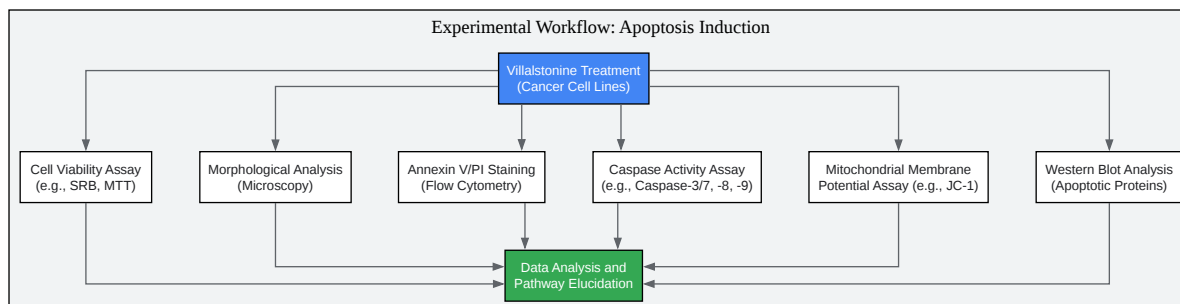 Experimental Workflow: Apoptosis Induction
Villalstonine Treatment
(Cancer Cell Lines)
Cell Viability Assay
(e.g., SRB, MTT)
Morphological Analysis
(Microscopy)
Annexin V/PI Staining
(Flow Cytometry)
Caspase Activity Assay
(e.g., Caspase-3/7, -8, -9)
Mitochondrial Membrane
Potential Assay (e.g., JC-1)
Western Blot Analysis
(Apoptotic Proteins)
Data Analysis and
Pathway Elucidation